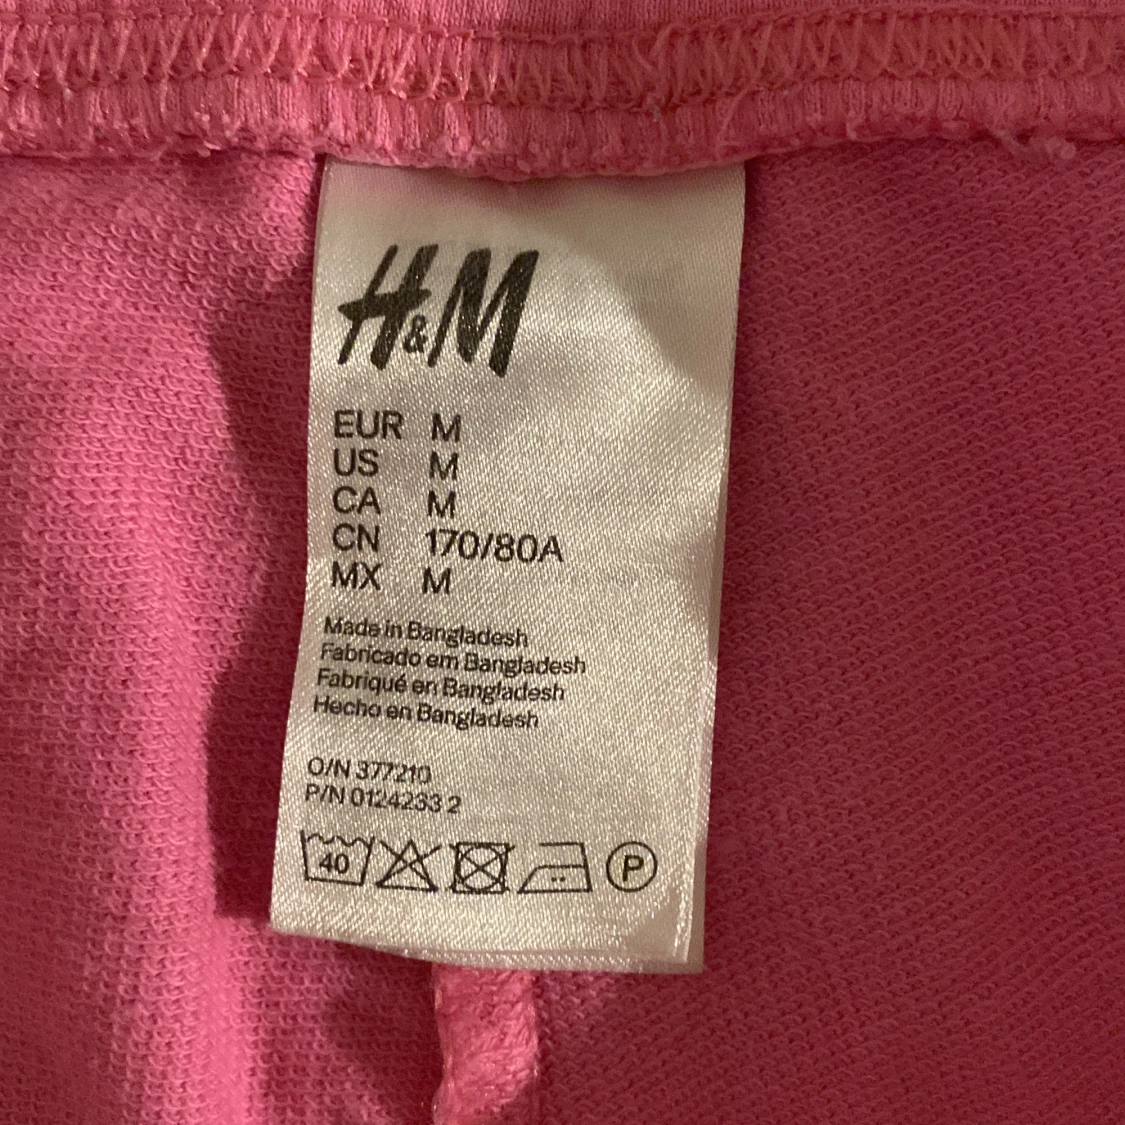 H&M
EUR M
US M
CA M
CN 170/80A
MX M
Made in Bangladesh
Fabricado em Bangladesh
Fabriqué en Bangladesh
Hecho en Bangladesh
O/N 377210
P/N 0124233 2
40 P